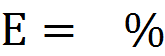 E = %